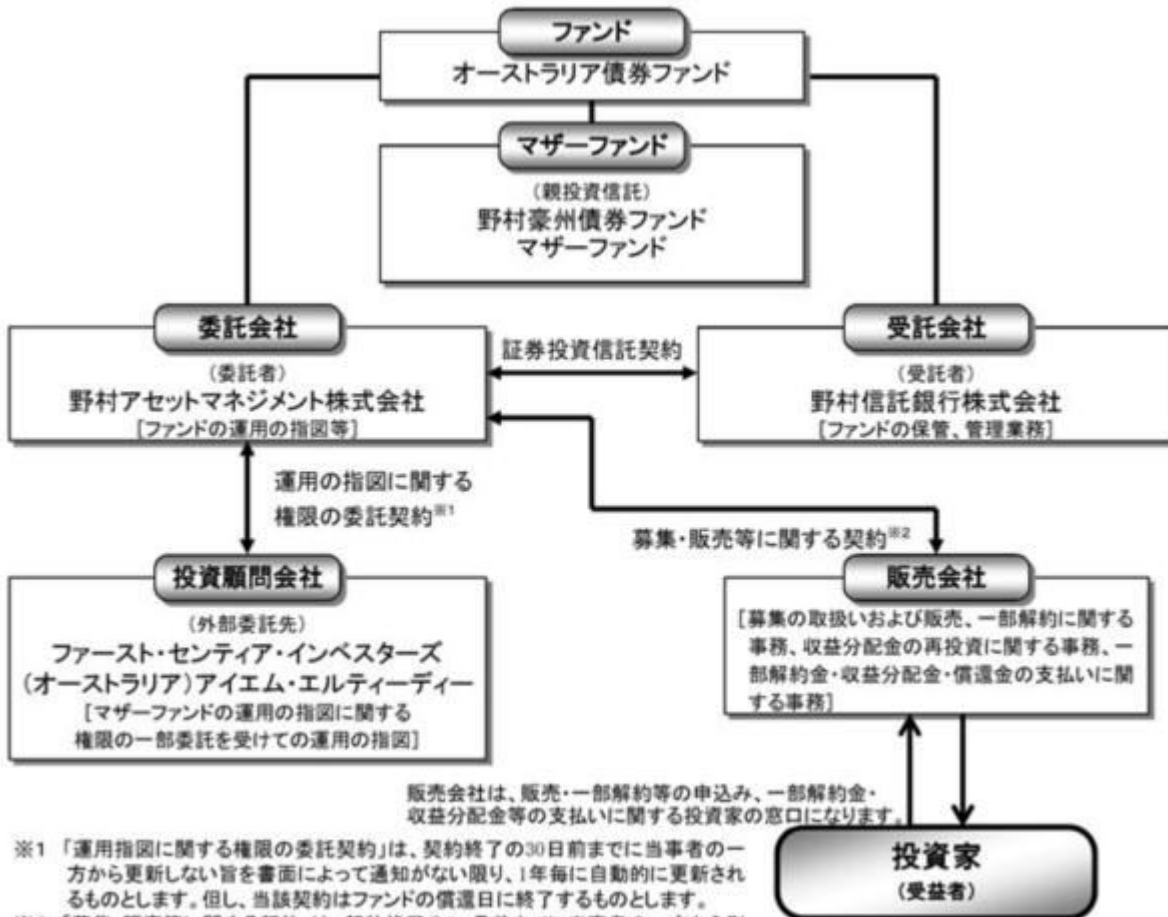 ファンド
オーストラリア債券ファンド
マザーファンド
(親投資信託)
野村豪州債券ファンド
マザーファンド
委託会社
(委託者)
野村アセットマネジメント株式会社
[ファンドの運用の指図等]
証券投資信託契約
受託会社
(受託者)
野村信託銀行株式会社
[ファンドの保管、管理業務]
運用の指図に関する
権限の委託契約※1
募集・販売等に関する契約※2
投資顧問会社
(外部委託先)
ファースト・センティア・インベスターズ
(オーストラリア)アイエム・エルティーディー
[マザーファンドの運用の指図に関する
権限の一部委託を受けての運用の指図]
販売会社
[募集の取扱いおよび販売、一部解約に関する
事務、収益分配金の再投資に関する事務、一
部解約金・収益分配金・償還金の支払いに関
する事務]
販売会社は、販売・一部解約等の申込み、一部解約金・
収益分配金等の支払いに関する投資家の窓口になります。
投資家
(受益者)
※1 「運用指図に関する権限の委託契約」は、契約終了の30日前までに当事者の一
方から更新しない旨を書面によって通知がない限り、1年毎に自動的に更新され
るものとします。但し、当該契約はファンドの償還日に終了するものとします。